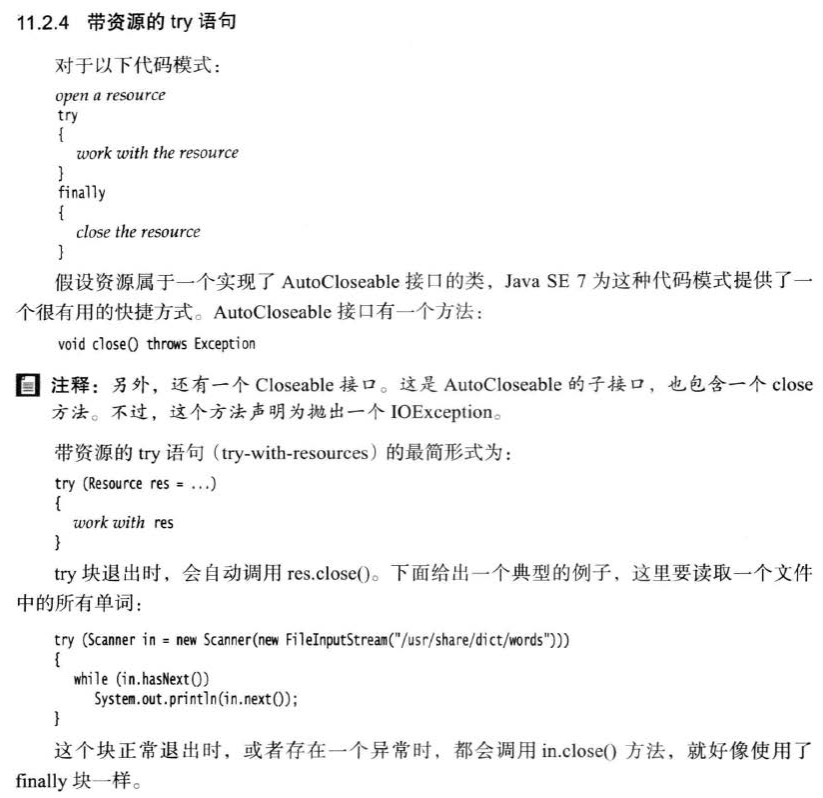 11.2.4 带资源的 try 语句
对于以下代码模式：
open a resource
try
{
work with the resource
}
finally
{
close the resource
}
假设资源属于一个实现了 AutoCloseable 接口的类，Java SE 7 为这种代码模式提供了一
个很有用的快捷方式。AutoCloseable 接口有一个方法：
void close() throws Exception
注释：另外，还有一个 Closeable 接口。这是 AutoCloseable 的子接口，也包含一个 close
方法。不过，这个方法声明为抛出一个 IOException。
带资源的 try 语句（try-with-resources）的最简形式为：
try (Resource res = ...)
{
work with res
}
try 块退出时，会自动调用 res.close()。下面给出一个典型的例子，这里要读取一个文件
中的所有单词：
try (Scanner in = new Scanner(new FileInputStream("/usr/share/dict/words")))
{
while (in.hasNext())
System.out.println(in.next());
}
这个块正常退出时，或者存在一个异常时，都会调用 in.close() 方法，就好像使用了
finally 块一样。